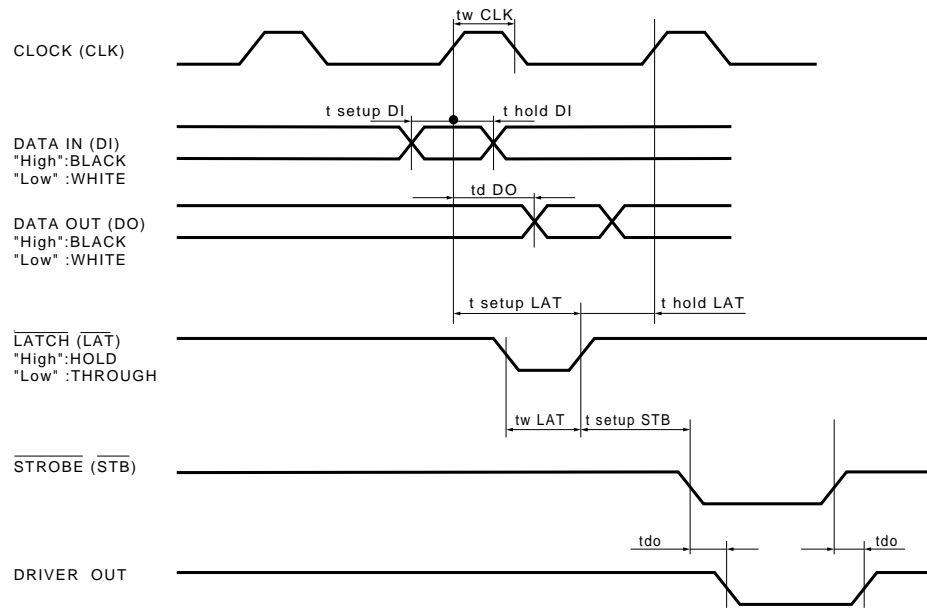 tw CLK
CLOCK (CLK)
t setup DI
t hold DI
DATA IN (DI)
"High":BLACK
"Low" :WHITE
td DO
DATA OUT (DO)
"High":BLACK
"Low" :WHITE
t setup LAT
t hold LAT
LATCH (LAT)
"High":HOLD
"Low" :THROUGH
tw LAT
t setup STB
STROBE (STB)
tdo
tdo
DRIVER OUT